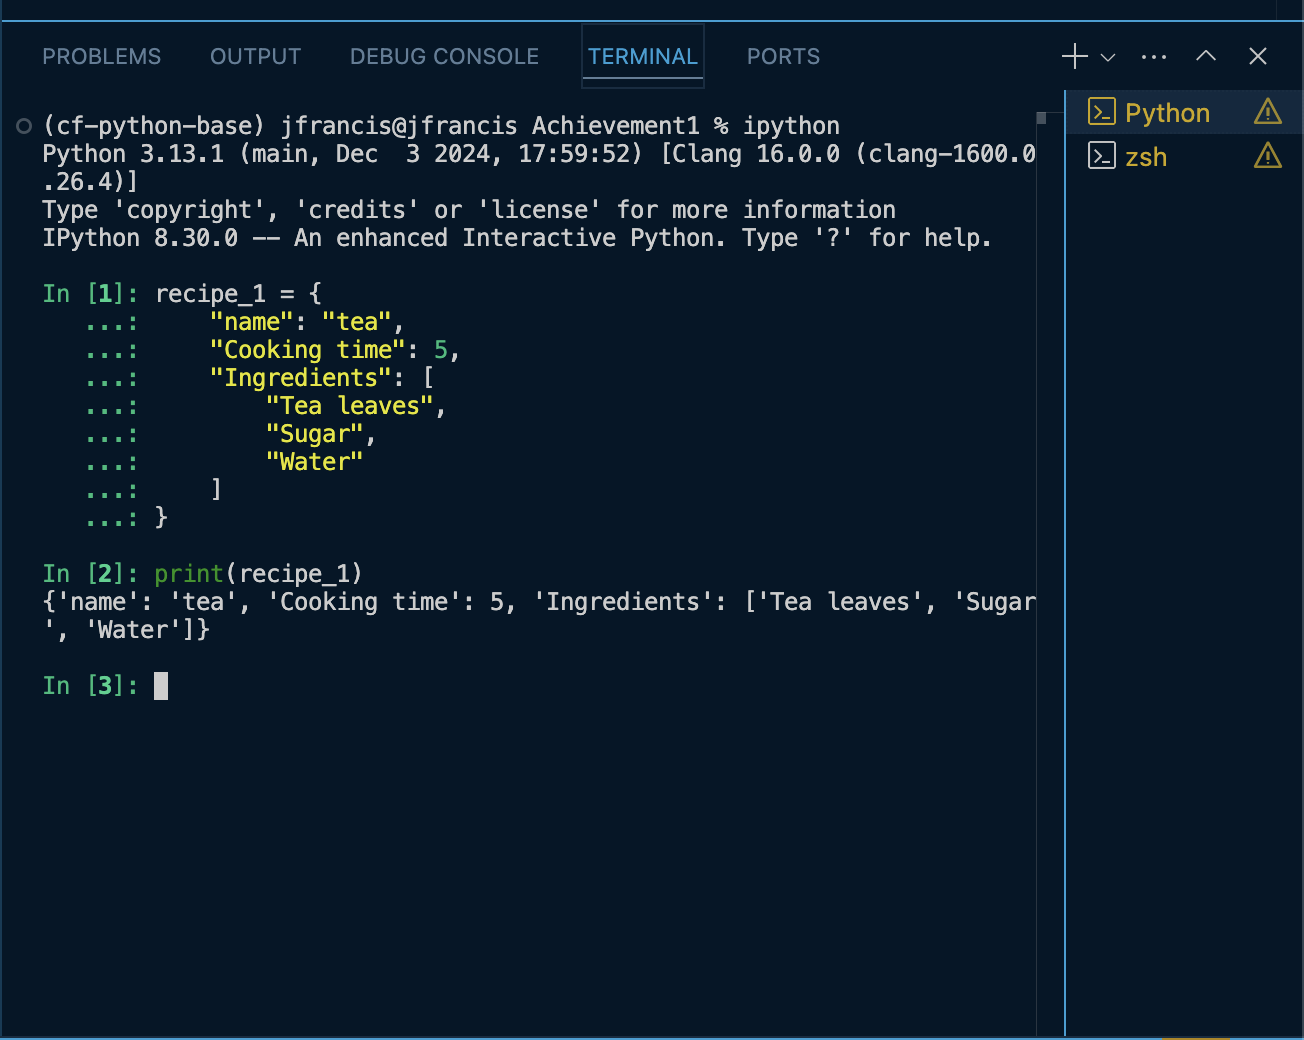 PROBLEMS OUTPUT DEBUG CONSOLE TERMINAL PORTS
(cf-python-base) jfrancis@jfrancis Achievement1 % ipython
Python 3.13.1 (main, Dec  3 2024, 17:59:52) [Clang 16.0.0 (clang-1600.0
.26.4)]
Type 'copyright', 'credits' or 'license' for more information
IPython 8.30.0 -- An enhanced Interactive Python. Type '?' for help.
In [1]: recipe_1 = {
   ...:     "name": "tea",
   ...:     "Cooking time": 5,
   ...:     "Ingredients": [
   ...:         "Tea leaves",
   ...:         "Sugar",
   ...:         "Water"
   ...:     ]
   ...: }
In [2]: print(recipe_1)
{'name': 'tea', 'Cooking time': 5, 'Ingredients': ['Tea leaves', 'Sugar
', 'Water']}
In [3]:
Python
zsh